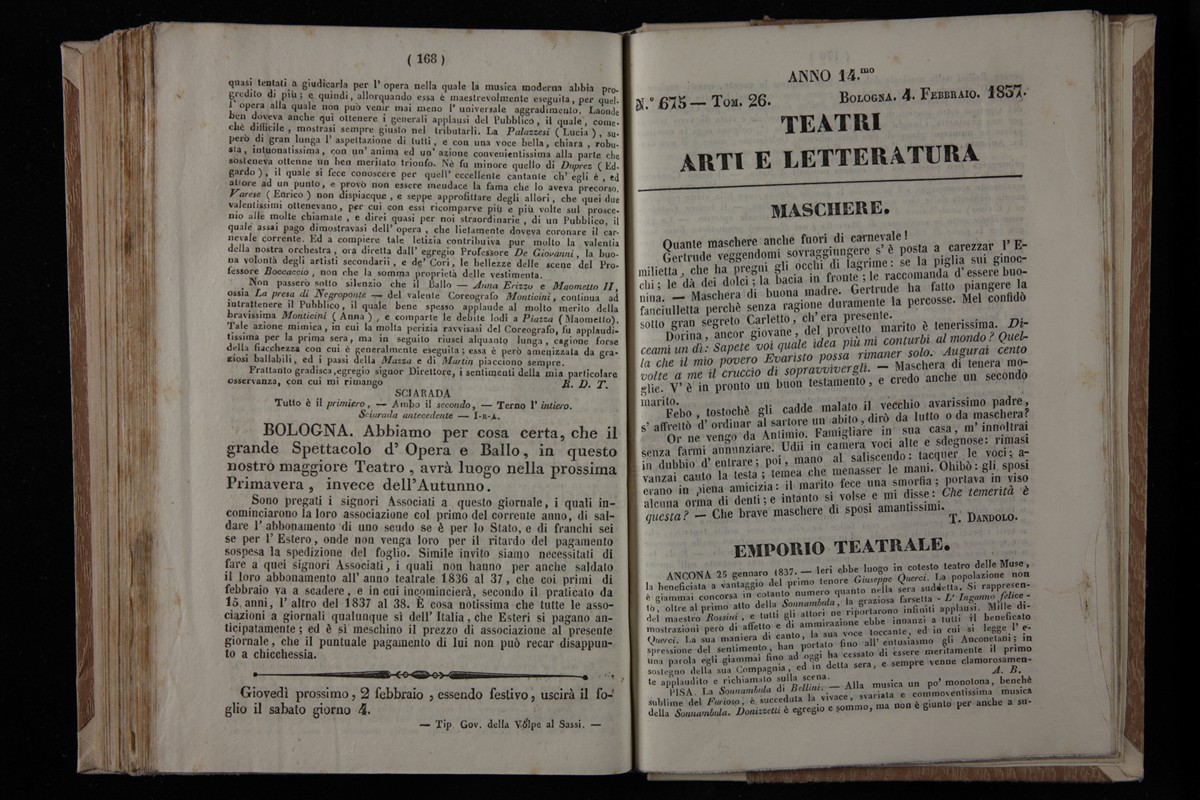 ( 168 )
quasi tentati a giudicarla per l' opera nella quale la musica moderna abbia pro-
gredito di più ; e quindi, allorquando essa è maestrevolmente eseguita, per quel-
l' opera alla quale non può venir mai meno l' universale aggradimento. Laonde
ben doveva anche qui ottenere i generali applausi del Pubblico, il quale, come-
chè difficile, mostrasi sempre giusto nel tributarli. La Palazzesi ( Lucia ), su-
però di gran lunga l' aspettazione di tutti, e con una voce bella, chiara, robu-
sta, intuonatissima, con un' anima ed un' azione convenientissima alla parte che
sosteneva ottenne un ben meritato trionfo. Nè fu minore quello di Duprez ( Ed-
gardo ), il quale si fece conoscere per quell' eccellente cantante ch' egli è, ed
attore ad un punto, e provò non essere mendace la fama che lo aveva precorso.
Varese ( Enrico ) non dispiacque, e seppe approfittare degli allori, che quei due
valentissimi ottenevano, per cui con essi ricomparve più e più volte sul prosce-
nio alle molte chiamate, e direi quasi per noi straordinarie, di un Pubblico, il
quale assai pago dimostravasi dell' opera, che lietamente doveva coronare il car-
nevale corrente. Ed a compiere tale letizia contribuiva pur molto la valentia
della nostra orchestra, ora diretta dall' egregio Professore De Giovanni, la buo-
na volontà degli artisti secondarii, e de' Cori, le bellezze delle scene del Pro-
fessore Boccaccio, non che la somma proprietà delle vestimenta.
Non passerò sotto silenzio che il Ballo — Anna Erizzo e Maometto II,
ossia La presa di Negroponte — del valente Coreografo Monticini, continua ad
intrattenere il Pubblico, il quale bene spesso applaude al molto merito della
bravissima Monticini ( Anna ), e comparte le debite lodi a Piazza ( Maometto).
Tale azione mimica, in cui la molta perizia ravvisasi del Coreografo, fu applaudi-
tissima per la prima sera, ma in seguito riuscì alquanto lunga, cagione forse
della fiacchezza con cui è generalmente eseguita; essa è però amenizzata da gra-
ziosi ballabili, ed i passi della Massa e di Martin piacciono sempre.
Frattanto gradisca, egregio signor Direttore, i sentimenti della mia particolare
osservanza, con cui mi rimango R. D. T.
SCIARADA
Tutto è il primiero, — Ambo il secondo, — Terno l' intiero.
Sciarada antecedente — I-r-a.
BOLOGNA. Abbiamo per cosa certa, che il
grande Spettacolo d' Opera e Ballo, in questo
nostro maggiore Teatro, avrà luogo nella prossima
Primavera, invece dell'Autunno.
Sono pregati i signori Associati a questo giornale, i quali in-
cominciarono la loro associazione col primo del corrente anno, di sal-
dare l' abbonamento di uno scudo se è per lo Stato, e di franchi sei
se per l' Estero, onde non venga loro per il ritardo del pagamento
sospesa la spedizione del foglio. Simile invito siamo necessitati di
fare a quei signori Associati, i quali non hanno per anche saldato
il loro abbonamento all' anno teatrale 1836 al 37, che coi primi di
febbraio va a scadere, e in cui incomincierà, secondo il praticato da
15 anni, l' altro del 1837 al 38. È cosa notissima che tutte le asso-
ciazioni a giornali qualunque sì dell' Italia, che Esteri si pagano an-
ticipatamente; ed è sì meschino il prezzo di associazione al presente
giornale, che il puntuale pagamento di lui non può recar disappun-
to a chicchessia.
Giovedì prossimo, 2 febbraio, essendo festivo, uscirà il fo-
glio il sabato giorno 4.
— Tip. Gov. della Volpe al Sassi. —
ANNO 14.mo
N.° 675 — Tom. 26. Bologna. 4. Febbraio. 1837.
TEATRI
ARTI E LETTERATURA
MASCHERE.
Quante maschere anche fuori di carnevale!
Gertrude veggendomi sovraggiungere s' è posta a carezzar l' E-
milietta, che ha pregni gli occhi di lagrime: se la piglia sui ginoc-
chi; le dà dei dolci; la bacia in fronte; le raccomanda d' essere buo-
nina. — Maschera di buona madre. Gertrude ha fatto piangere la
fanciulletta perchè senza ragione duramente la percosse. Mel confidò
sotto gran segreto Carletto, ch' era presente.
Dorina, ancor giovane, del provetto marito è tenerissima. Di-
ceami un dì: Sapete voi quale idea più mi conturbi al mondo? Quel-
la che il mio povero Evaristo possa rimaner solo. Augurai cento
volte a me il cruccio di sopravvivergli. — Maschera di tenera mo-
glie. V' è in pronto un buon testamento, e credo anche un secondo
marito.
Febo, tostochè gli cadde malato il vecchio avarissimo padre,
s' affrettò d' ordinar al sartore un abito, dirò da lutto o da maschera?
Or ne vengo da Antimio. Famigliare in sua casa, m' innoltrai
senza farmi annunziare. Udii in camera voci alte e sdegnose: rimasi
in dubbio d' entrare; poi, mano al saliscendo: tacquer le voci; a-
vanzai cauto la testa; temea che menasser le mani. Ohibò: gli sposi
erano in piena amicizia: il marito fece una smorfia; portava in viso
alcuna orma di denti; e intanto si volse e mi disse: Che temerità è
questa? — Che brave maschere di sposi amantissimi.
T. Dandolo.
EMPORIO TEATRALE.
ANCONA 25 gennaro 1837. — Ieri ebbe luogo in cotesto teatro delle Muse,
la beneficiata a vantaggio del primo tenore Giuseppe Querci. La popolazione non
è giammai concorsa in cotanto numero quanto nella sera suddetta. Si rappresen-
tò, oltre al primo atto della Sonnambula, la graziosa farsetta - L' Inganno felice -
del maestro Rossini, e tutti gli attori ne riportarono infiniti applausi. Mille di-
mostrazioni però di affetto e di ammirazione ebbe innanzi a tutti il beneficato
Querci. La sua maniera di canto, la sua voce toccante, ed in cui si legge l' e-
spressione del sentimento, han portato fino all' entusiasmo gli Anconetani; in
una parola egli giammai fino ad oggi ha cessato di essere meritamente il primo
sostegno della sua Compagnia, ed in detta sera, e sempre venne clamorosamen-
te applaudito e richiamato sulla scena. A. B.
PISA. La Sonnambula di Bellini. — Alla musica un po' monotona, benchè
sublime del Furioso, è succeduta la vivace, svariata e commoventissima musica
della Sonnambula. Donizzetti è egregio e sommo, ma non è giunto per anche a su-